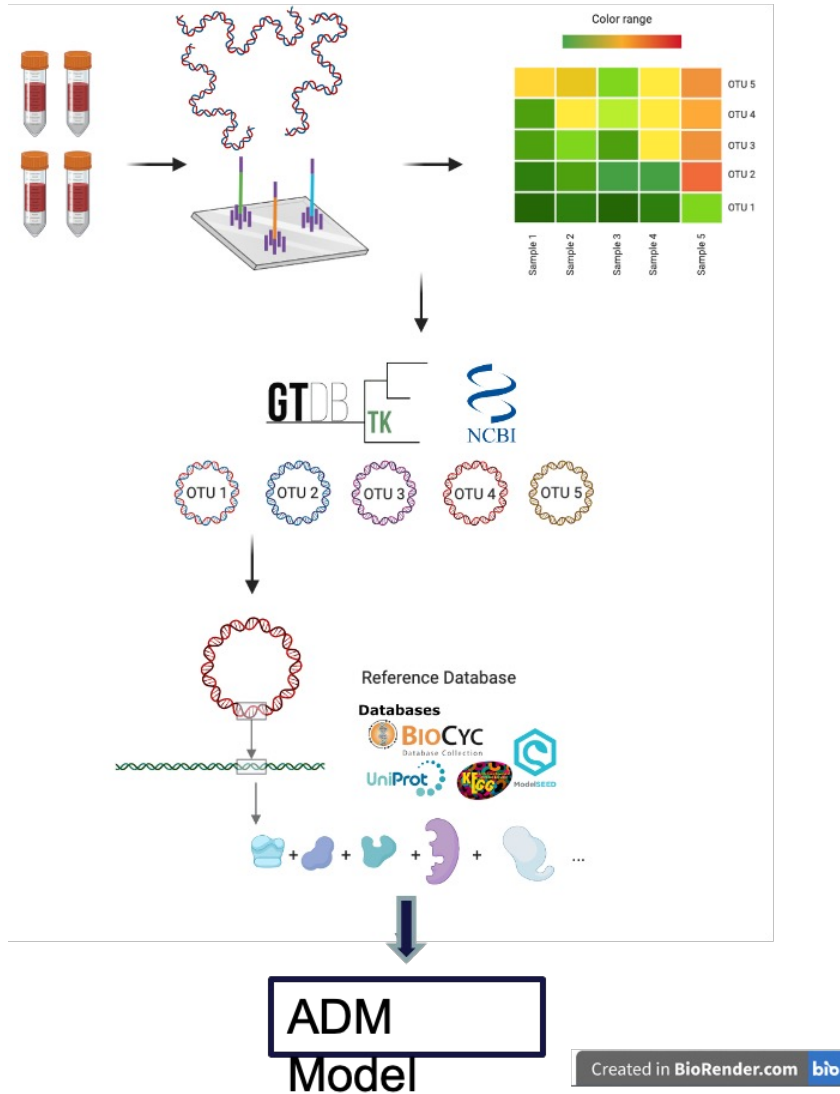 Color range
OTU 5
OTU 4
OTU 3
OTU 2
OTU 1
Sample 1
Sample 2
Sample 3
Sample 4
Sample 5
GTDB
TK
NCBI
OTU 1
OTU 2
OTU 3
OTU 4
OTU 5
Reference Database
Databases
BIOCYC
Database Collection
UniProt
KEGG
ModelSEED
+ + + + ...
ADM
Model
Created in BioRender.com bio